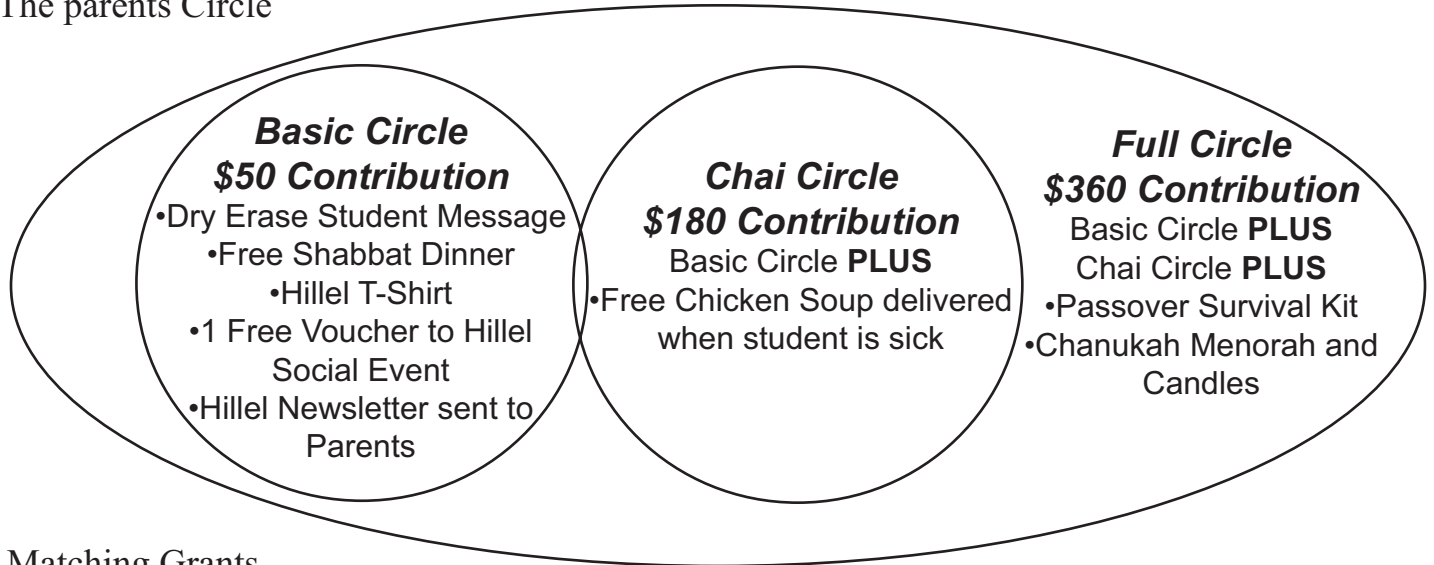 The parents Circle
Basic Circle
$50 Contribution
•Dry Erase Student Message
•Free Shabbat Dinner
•Hillel T-Shirt
•1 Free Voucher to Hillel
Social Event
•Hillel Newsletter sent to
Parents
Chai Circle
$180 Contribution
Basic Circle PLUS
•Free Chicken Soup delivered
when student is sick
Full Circle
$360 Contribution
Basic Circle PLUS
Chai Circle PLUS
•Passover Survival Kit
•Chanukah Menorah and
Candles
Matching Grants